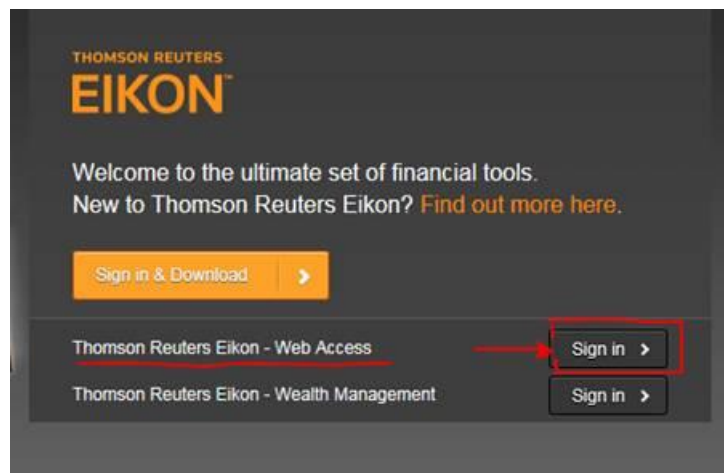 THOMSON REUTERS
EIKON™
Welcome to the ultimate set of financial tools.
New to Thomson Reuters Eikon? Find out more here.
Sign in & Download
Thomson Reuters Eikon - Web Access
Sign in
Thomson Reuters Eikon - Wealth Management
Sign in